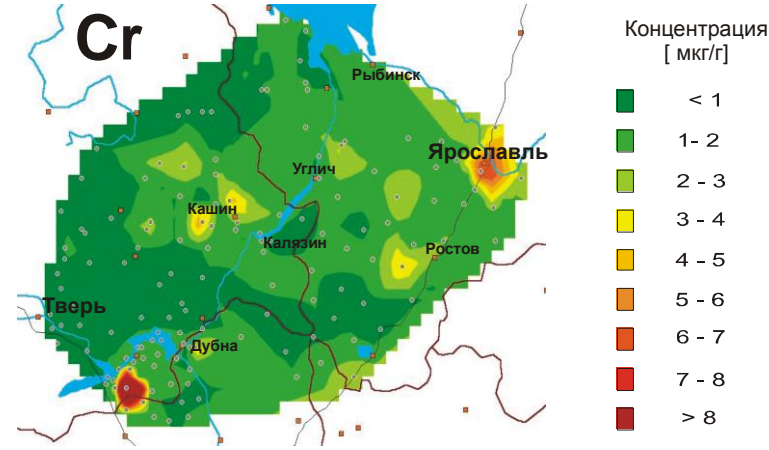 Cr
Рыбинск
Ярославль
Углич
Кашин
Калязин
Ростов
Тверь
Дубна
Концентрация
[ мкг/г]
< 1
1- 2
2 - 3
3 - 4
4 - 5
5 - 6
6 - 7
7 - 8
> 8